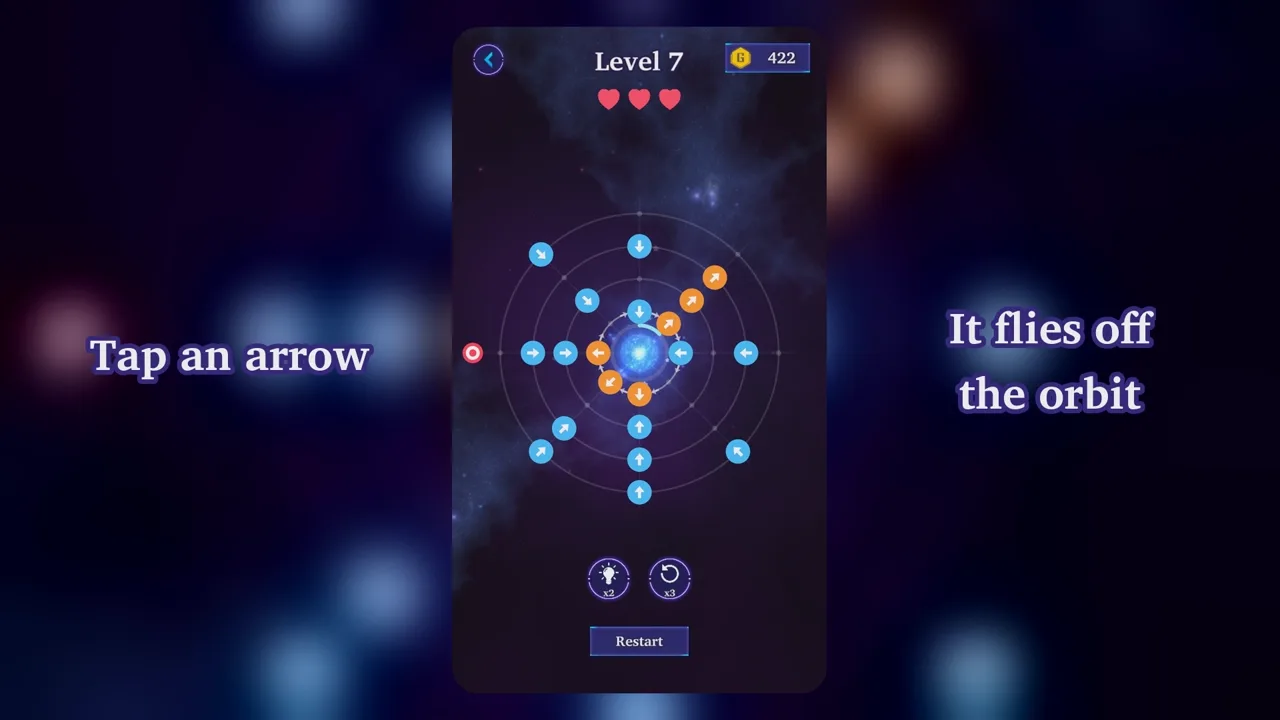 Level 7
G 422
Tap an arrow
It flies off
the orbit
x2
x3
Restart